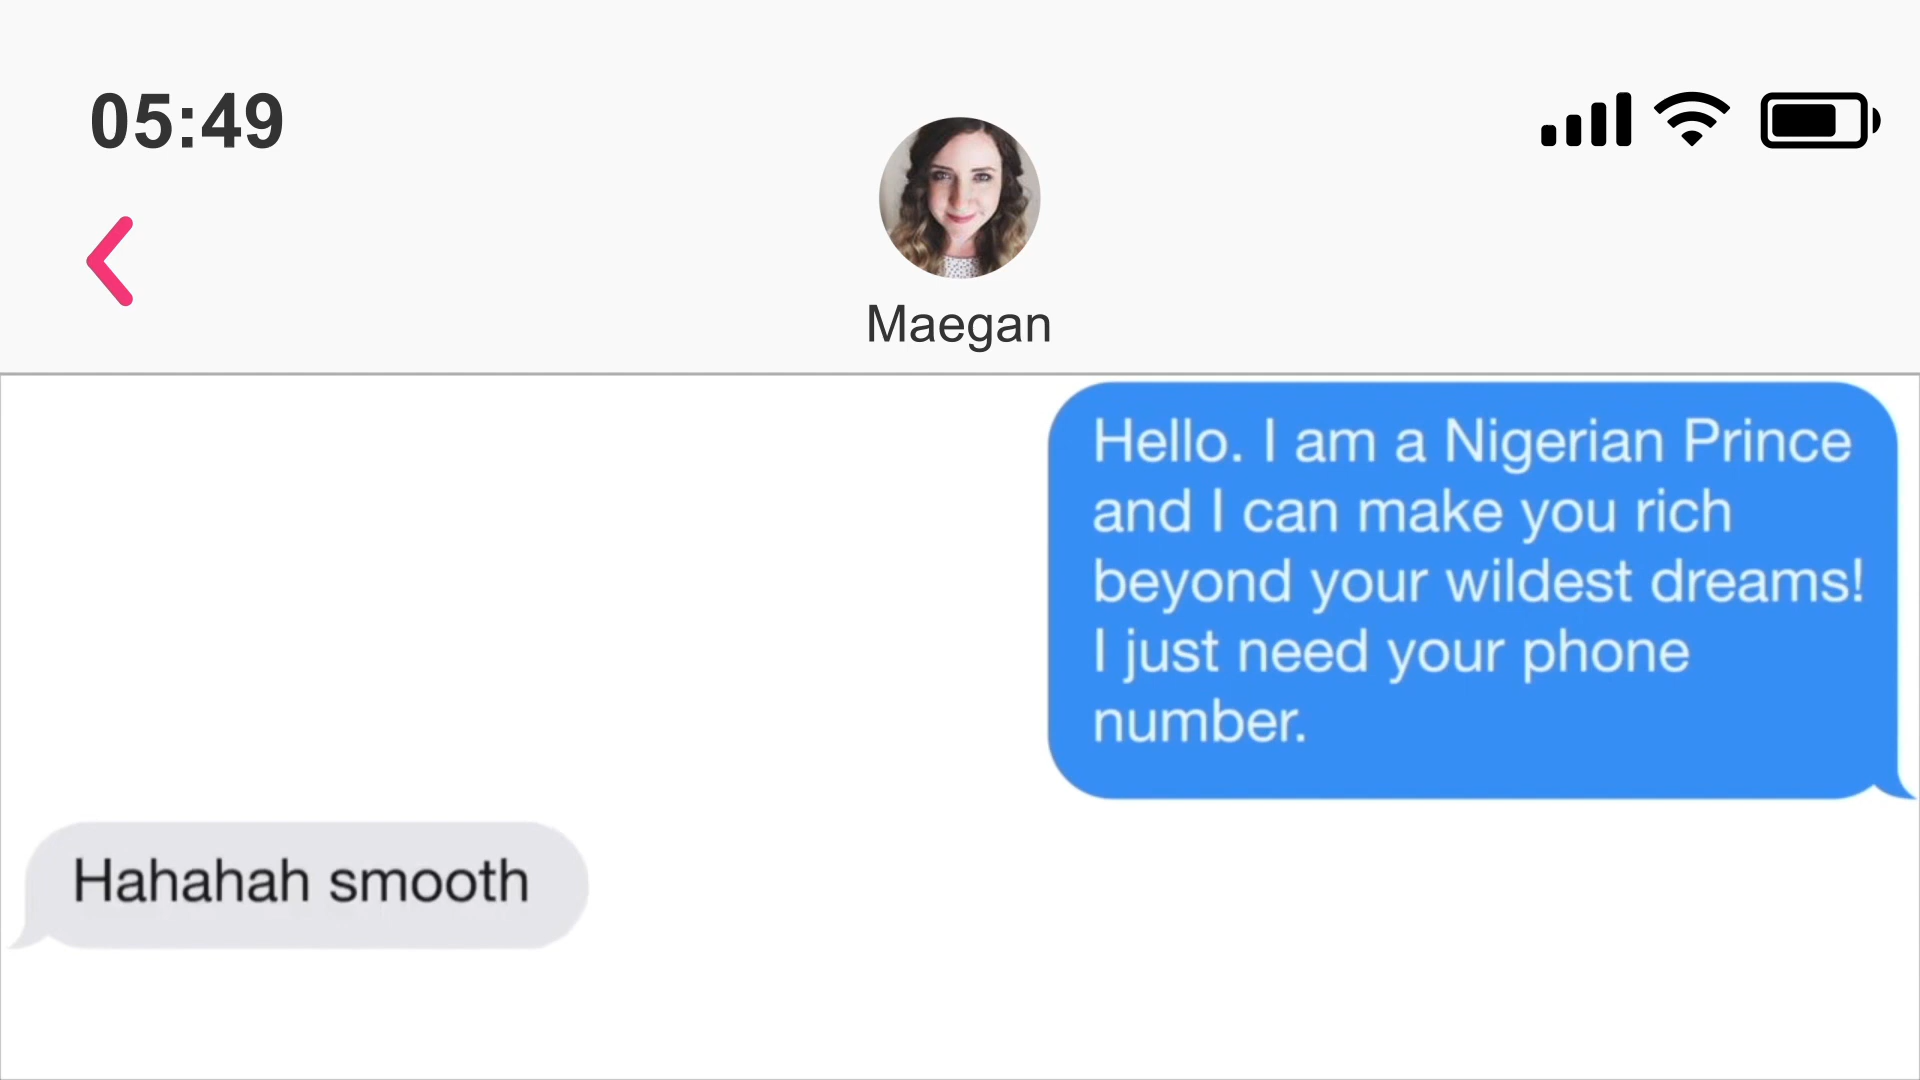 05:49
Maegan
Hello. I am a Nigerian Prince
and I can make you rich
beyond your wildest dreams!
I just need your phone
number.
Hahahah smooth